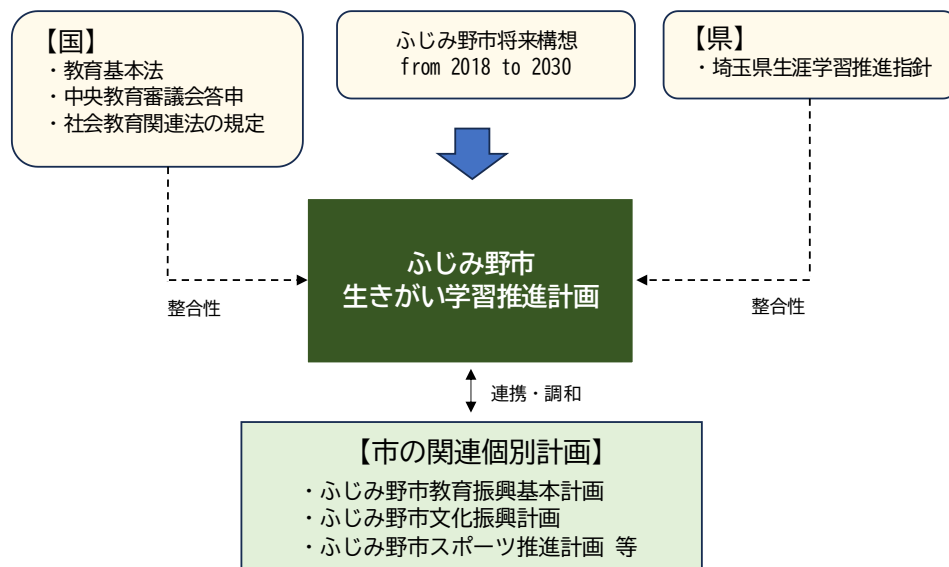 【国】
・教育基本法
・中央教育審議会答申
・社会教育関連法の規定
ふじみ野市将来構想
from 2018 to 2030
【県】
・埼玉県生涯学習推進指針
ふじみ野市
生きがい学習推進計画
整合性
整合性
連携・調和
【市の関連個別計画】
・ふじみ野市教育振興基本計画
・ふじみ野市文化振興計画
・ふじみ野市スポーツ推進計画 等